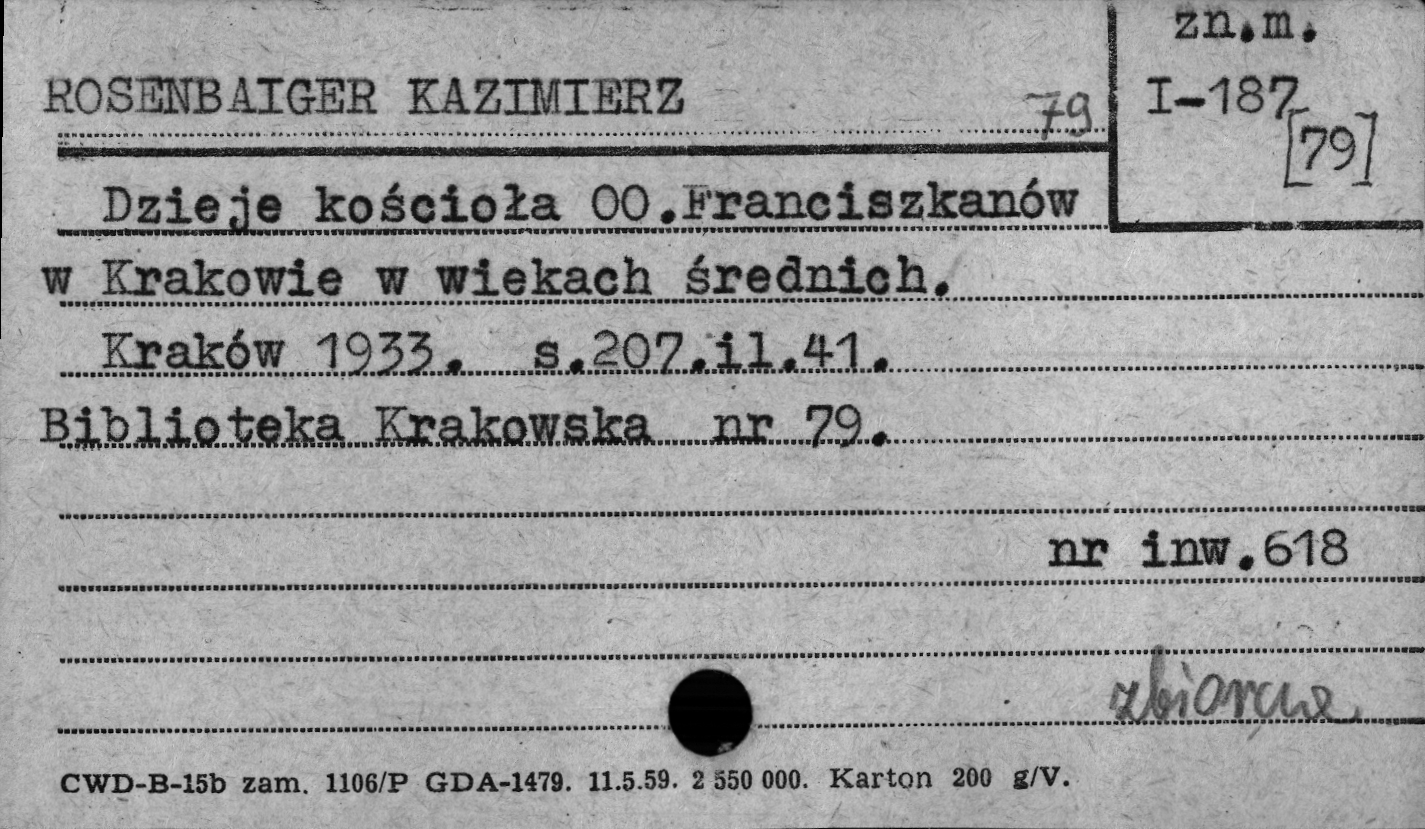 zn.m.
ROSENBAIGER KAZIMIERZ
79
I-187
[79]
Dzieje kościoła OO.Franciszkanów
w Krakowie w wiekach średnich.
Kraków 1933. s.207.il.41.
Biblioteka Krakowska nr 79.
nr inw.618
zbiorcze
CWD-B-15b zam. 1106/P GDA-1479. 11.5.59. 2 550 000. Karton 200 g/V.